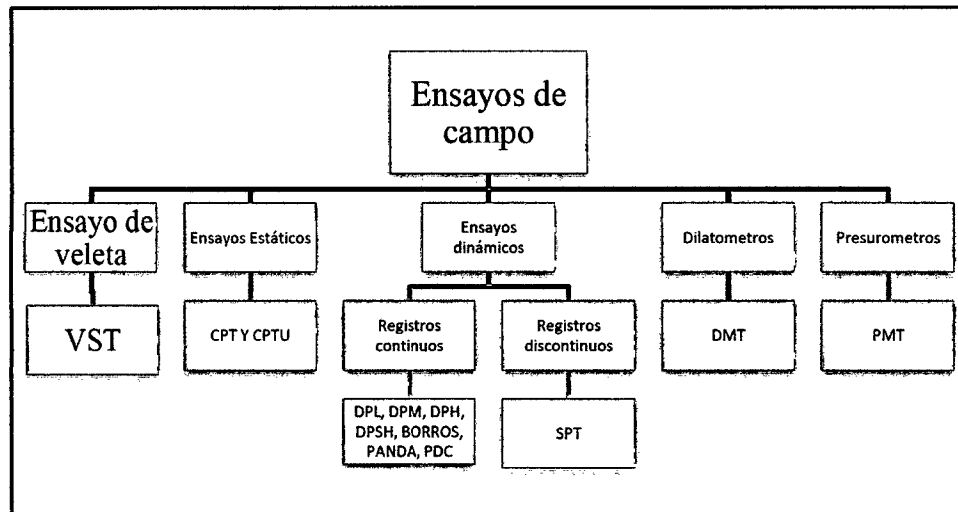 Ensayos de
campo
Ensayo de
veleta
Ensayos Estáticos
Ensayos
dinámicos
Dilatometros
Presurometros
VST
CPT Y CPTU
Registros
continuos
Registros
discontinuos
DMT
PMT
DPL, DPM, DPH,
DPSH, BORROS,
PANDA, PDC
SPT